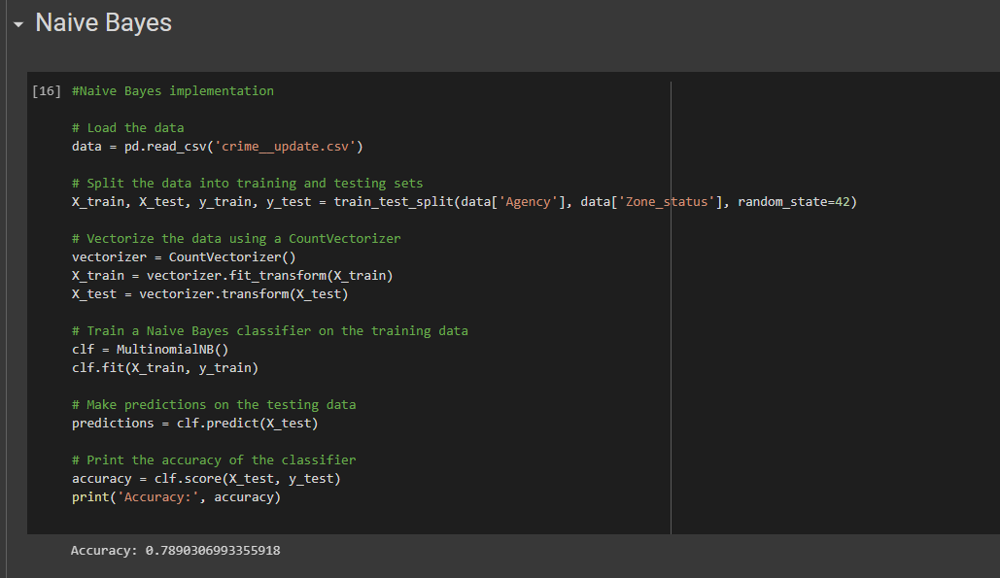 Naive Bayes
[16] #Naive Bayes implementation
# Load the data
data = pd.read_csv('crime__update.csv')
# Split the data into training and testing sets
X_train, X_test, y_train, y_test = train_test_split(data['Agency'], data['Zone_status'], random_state=42)
# Vectorize the data using a CountVectorizer
vectorizer = CountVectorizer()
X_train = vectorizer.fit_transform(X_train)
X_test = vectorizer.transform(X_test)
# Train a Naive Bayes classifier on the training data
clf = MultinomialNB()
clf.fit(X_train, y_train)
# Make predictions on the testing data
predictions = clf.predict(X_test)
# Print the accuracy of the classifier
accuracy = clf.score(X_test, y_test)
print('Accuracy:', accuracy)
Accuracy: 0.7890306993355918